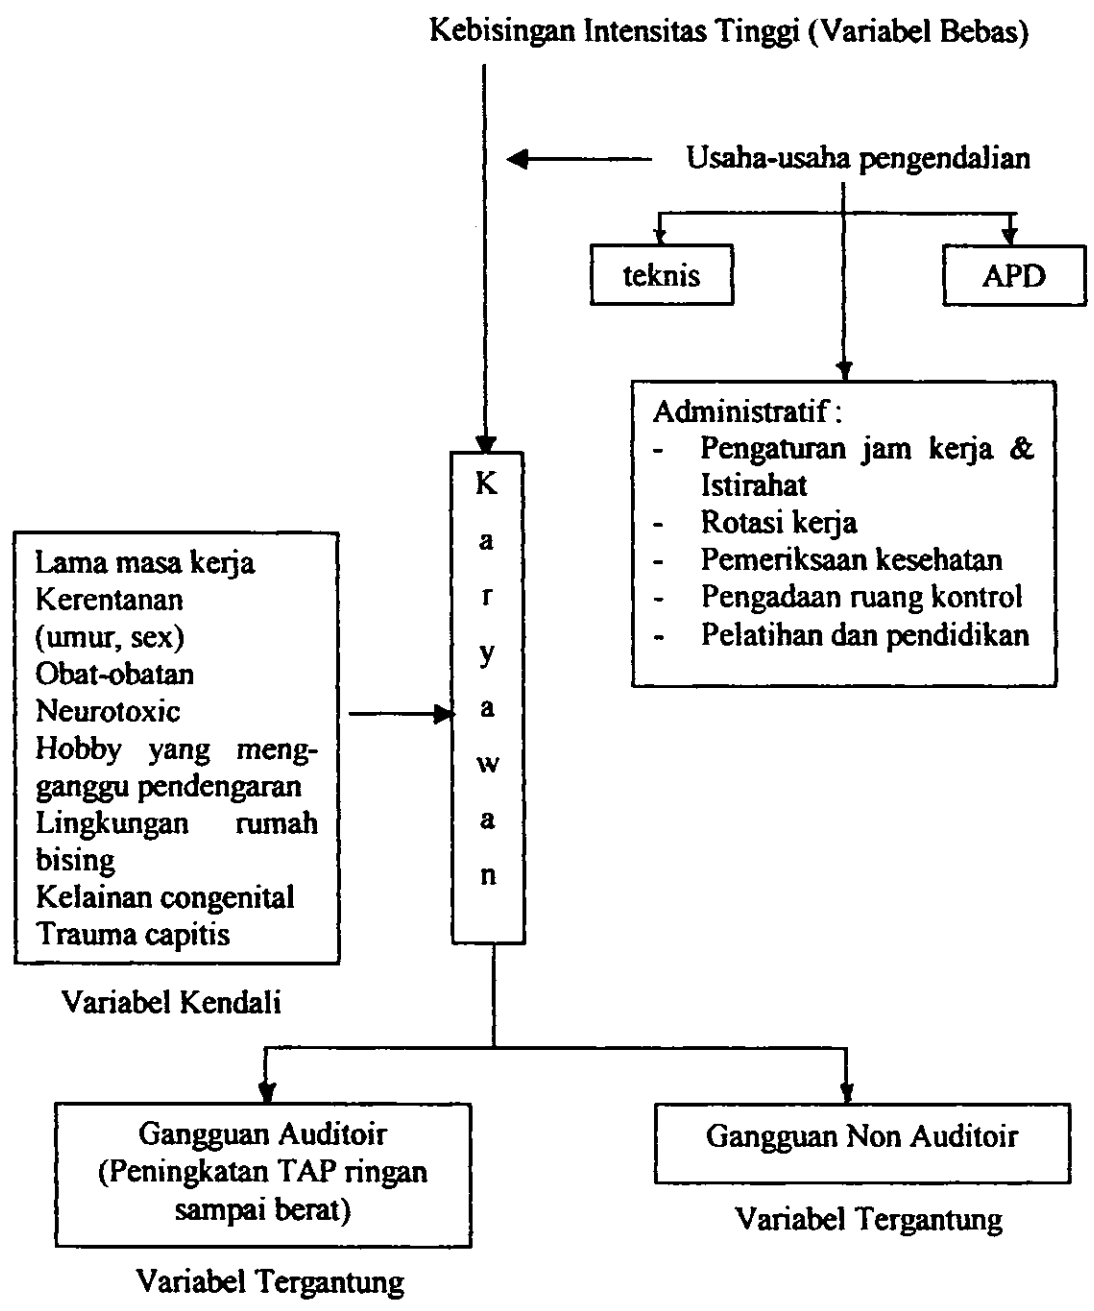 Kebisingan Intensitas Tinggi (Variabel Bebas)
Usaha-usaha pengendalian
teknis
APD
Administratif :
- Pengaturan jam kerja &
Istirahat
- Rotasi kerja
- Pemeriksaan kesehatan
- Pengadaan ruang kontrol
- Pelatihan dan pendidikan
K
a
r
y
a
w
a
n
Lama masa kerja
Kerentanan
(umur, sex)
Obat-obatan
Neurotoxic
Hobby yang meng-
ganggu pendengaran
Lingkungan rumah
bising
Kelainan congenital
Trauma capitis
Variabel Kendali
Gangguan Auditoir
(Peningkatan TAP ringan
sampai berat)
Variabel Tergantung
Gangguan Non Auditoir
Variabel Tergantung